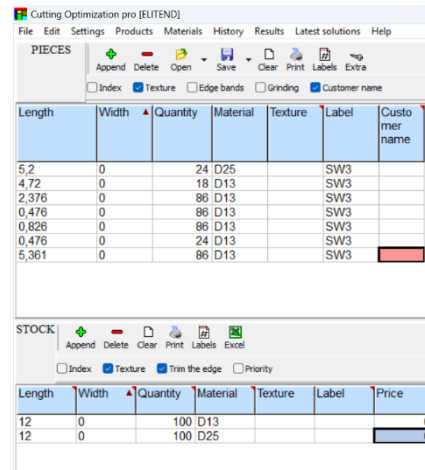 Cutting Optimization pro [ELITEND]
File Edit Settings Products Materials History Results Latest solutions Help
PIECES
Append Delete Open Save Clear Print Labels Extra
Index Texture Edge bands Grinding Customer name
Length Width Quantity Material Texture Label Custo
mer
name
5,2 0 24 D25 SW3
4,72 0 18 D13 SW3
2,376 0 86 D13 SW3
0,476 0 86 D13 SW3
0,826 0 86 D13 SW3
0,476 0 24 D13 SW3
5,361 0 86 D13 SW3
STOCK
Append Delete Clear Print Labels Excel
Index Texture Trim the edge Priority
Length Width Quantity Material Texture Label Price
12 0 100 D13
12 0 100 D25